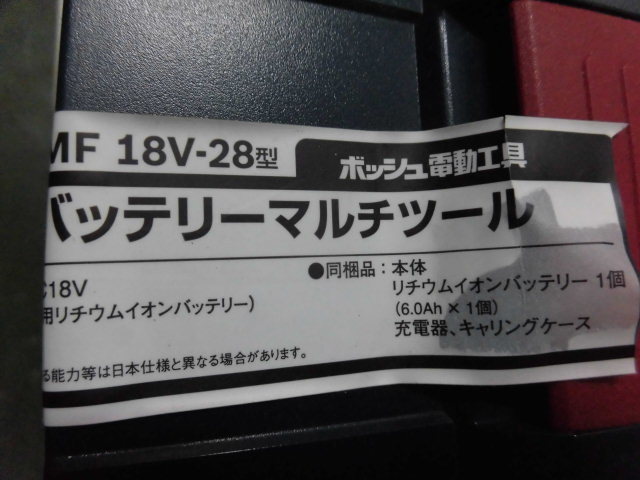 MF 18V-28型
ボッシュ電動工具
バッテリーマルチツール
C18V
用リチウムイオンバッテリー)
●同梱品：本体
リチウムイオンバッテリー 1個
(6.0Ah × 1個)
充電器、キャリングケース
る能力等は日本仕様と異なる場合があります。